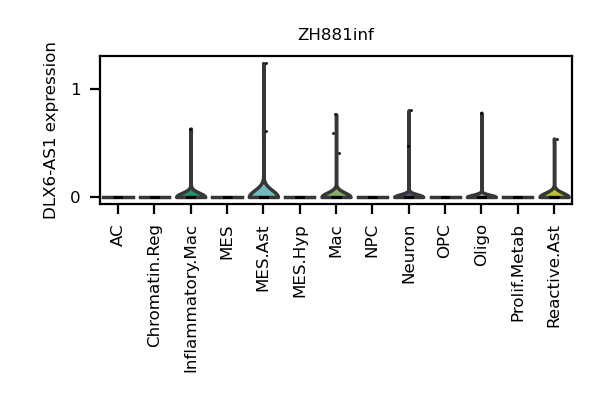 ZH881inf
DLX6-AS1 expression
1
0
AC
Chromatin.Reg
Inflammatory.Mac
MES
MES.Ast
MES.Hyp
Mac
NPC
Neuron
OPC
Oligo
Prolif.Metab
Reactive.Ast